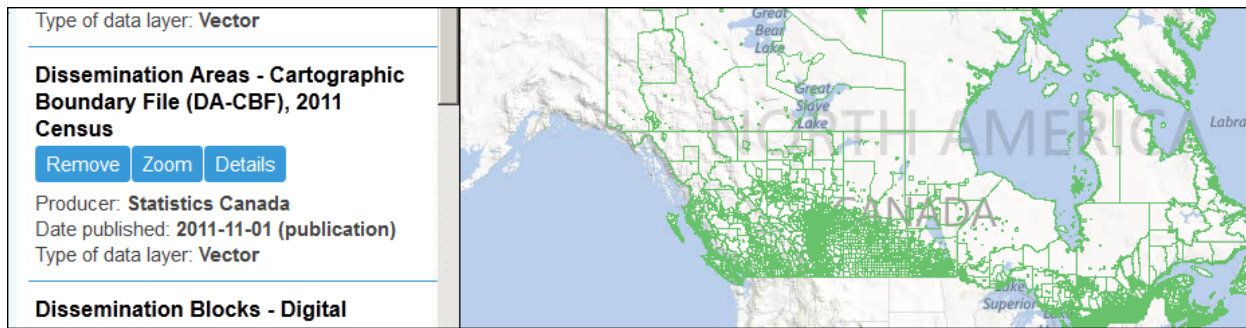 Type of data layer: Vector
Dissemination Areas - Cartographic
Boundary File (DA-CBF), 2011
Census
Remove Zoom Details
Producer: Statistics Canada
Date published: 2011-11-01 (publication)
Type of data layer: Vector
Dissemination Blocks - Digital
Great
Bear
Lake
Great
Slave
Lake
NORTH AMERICA
Labra
CANADA
Lake
Superior